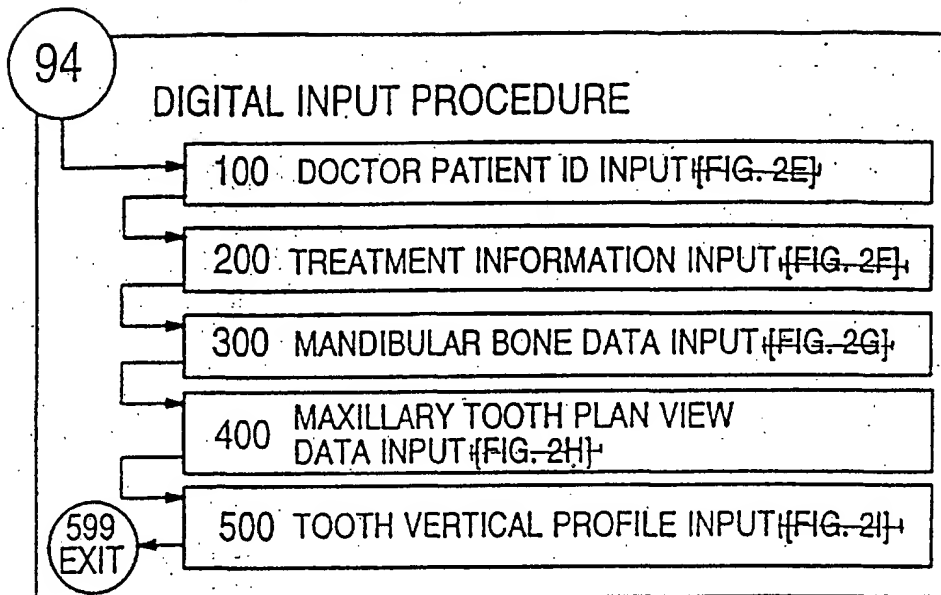 94
DIGITAL INPUT PROCEDURE
100 DOCTOR PATIENT ID INPUT {FIG. 2E}
200 TREATMENT INFORMATION INPUT {FIG. 2F}
300 MANDIBULAR BONE DATA INPUT {FIG. 2G}
400 MAXILLARY TOOTH PLAN VIEW
DATA INPUT {FIG. 2H}
500 TOOTH VERTICAL PROFILE INPUT {FIG. 2I}
599
EXIT